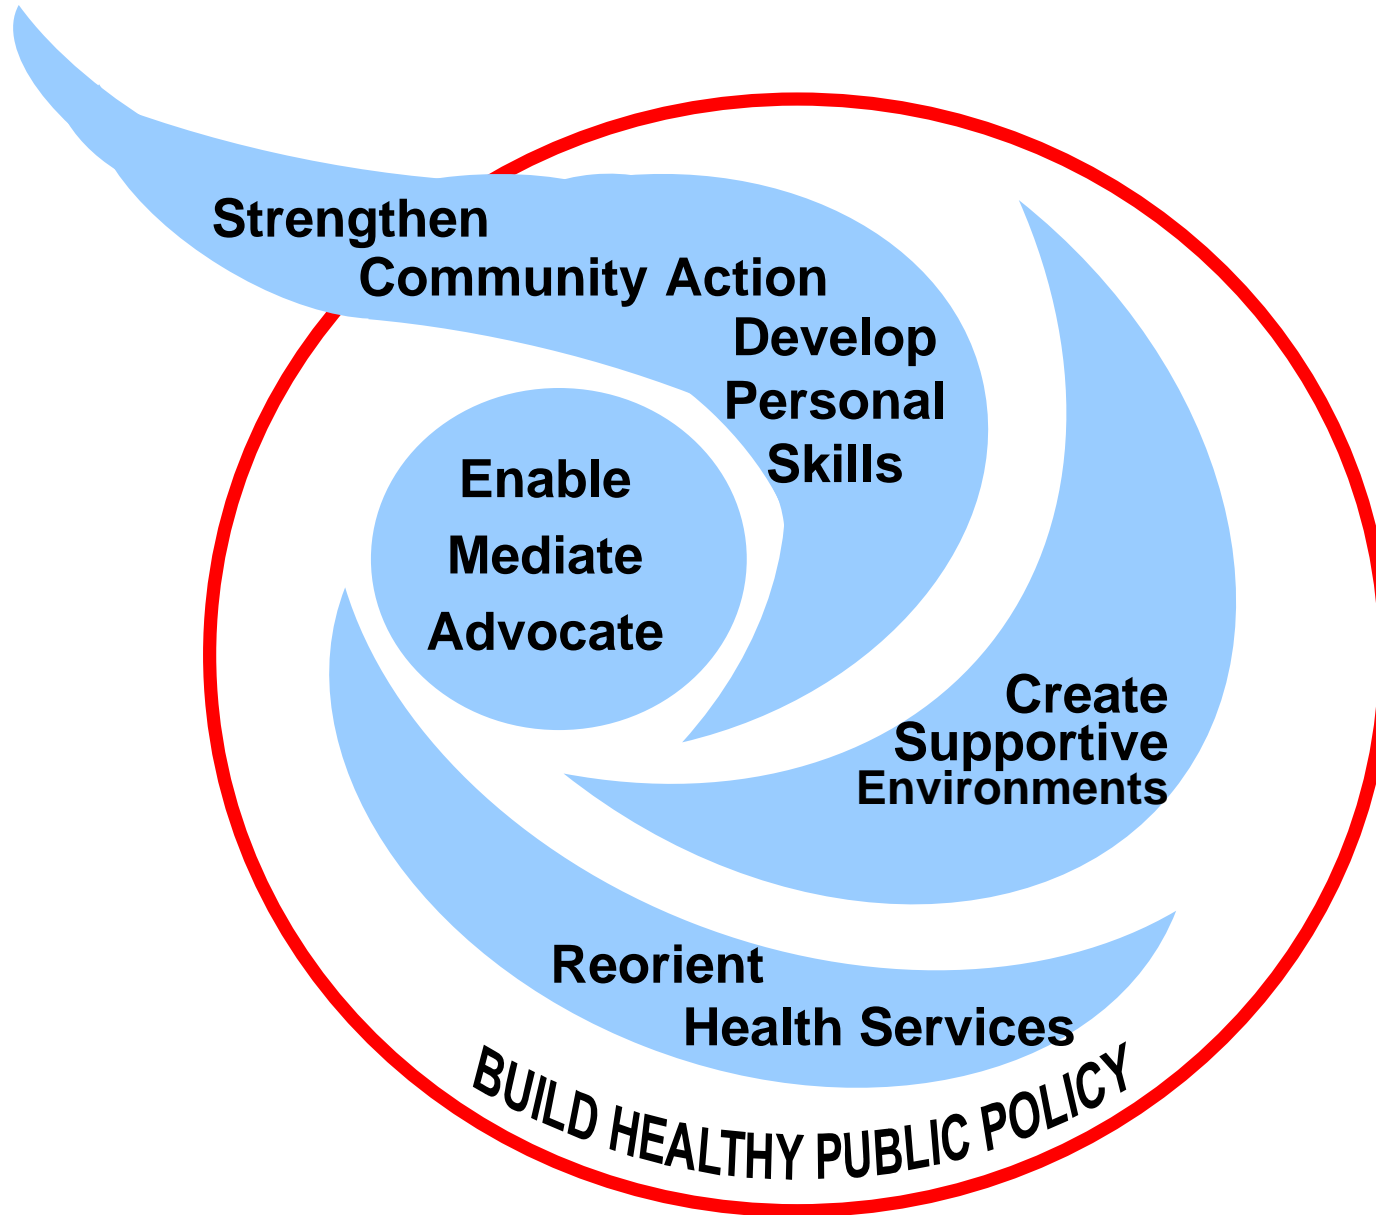 Strengthen
Community Action
Develop
Personal
Skills
Enable
Mediate
Advocate
Create
Supportive
Environments
Reorient
Health Services
BUILD HEALTHY PUBLIC POLICY